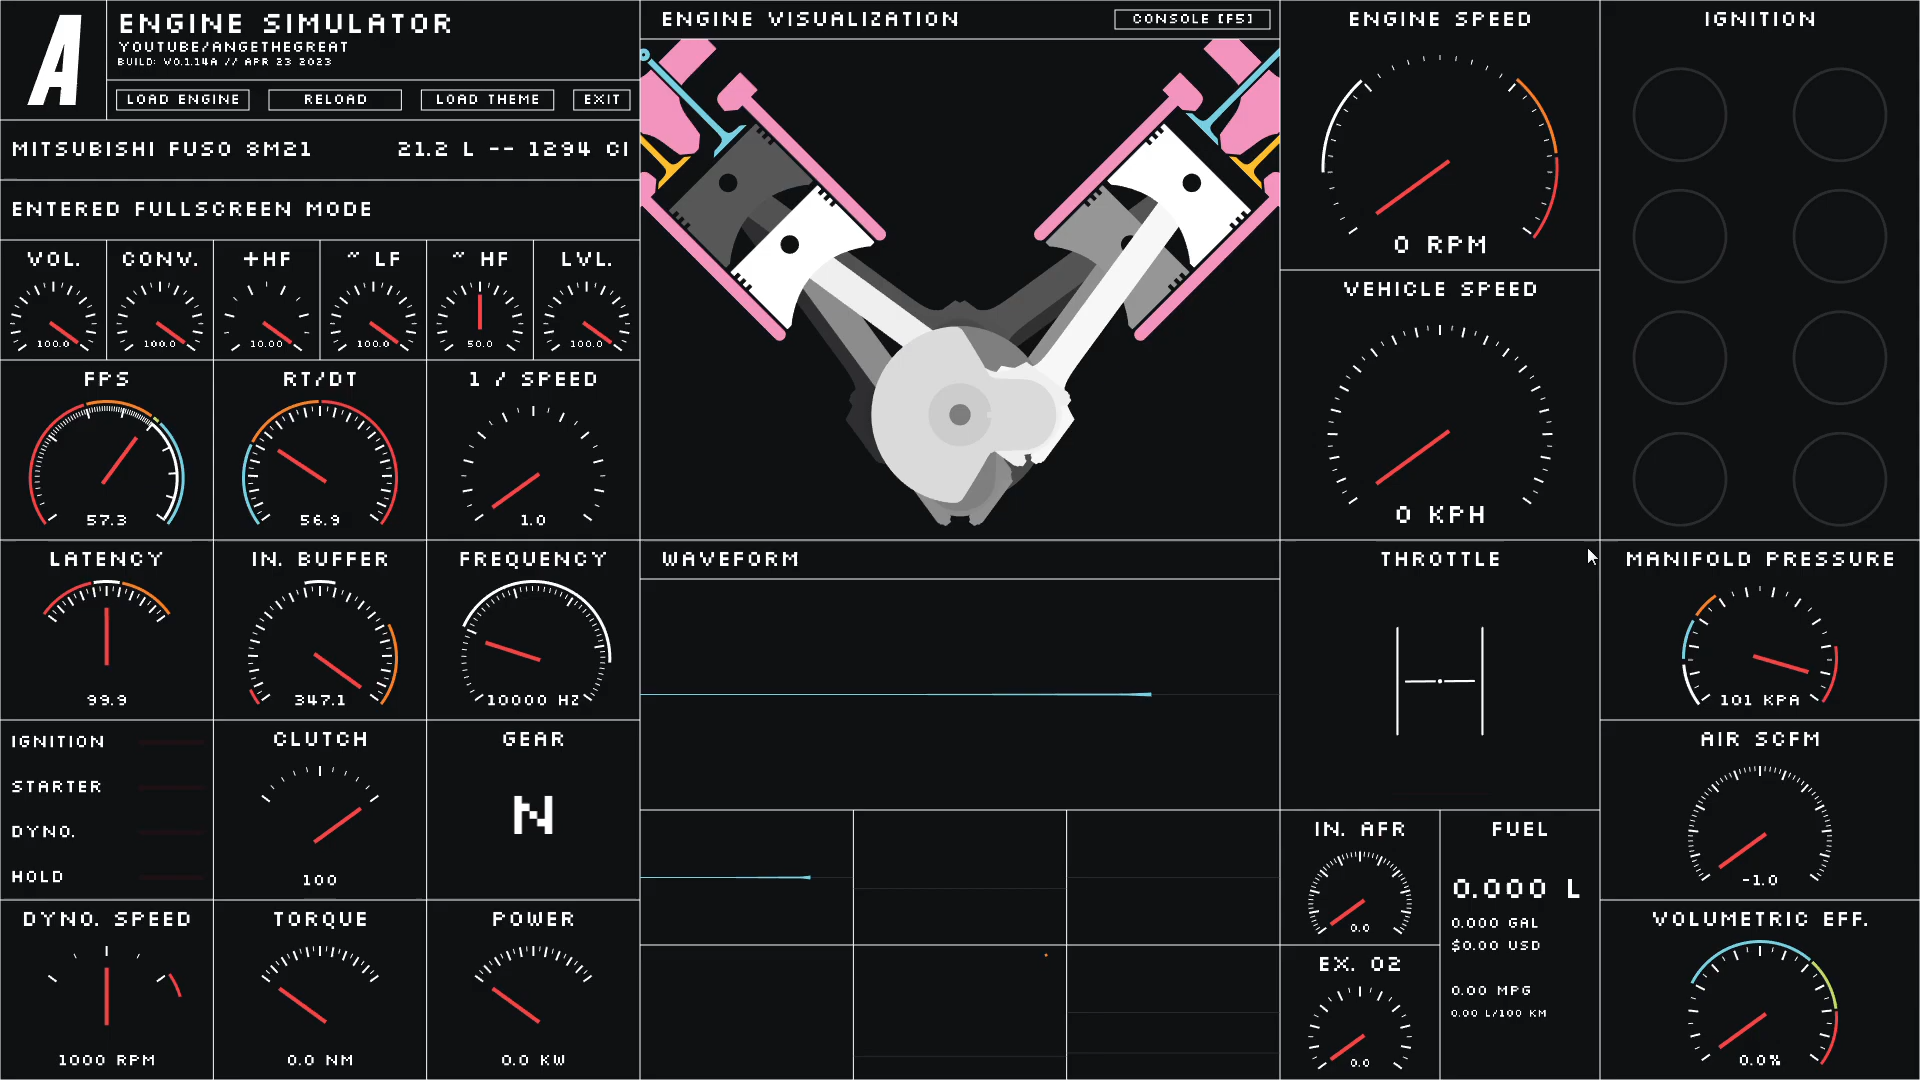 A
ENGINE SIMULATOR
YOUTUBE/ANGETHEGREAT
BUILD: V0.1.14A // APR 23 2023
LOAD ENGINE
RELOAD
LOAD THEME
EXIT
MITSUBISHI FUSO 8M21
21.2 L -- 1294 CI
ENTERED FULLSCREEN MODE
VOL.
CONV.
+HF
~ LF
~ HF
LVL.
100.0
100.0
10.00
100.0
50.0
100.0
FPS
RT/DT
1 / SPEED
57.3
56.9
1.0
LATENCY
IN. BUFFER
FREQUENCY
99.9
347.1
10000 HZ
IGNITION
STARTER
DYNO.
HOLD
CLUTCH
100
GEAR
N
DYNO. SPEED
TORQUE
POWER
1000 RPM
0.0 NM
0.0 KW
ENGINE VISUALIZATION
CONSOLE [F5]
WAVEFORM
ENGINE SPEED
0 RPM
VEHICLE SPEED
0 KPH
THROTTLE
IN. AFR
0.0
EX. O2
0.0
FUEL
0.000 L
0.000 GAL
$0.00 USD
0.00 MPG
0.00 L/100 KM
IGNITION
MANIFOLD PRESSURE
101 KPA
AIR SCFM
-1.0
VOLUMETRIC EFF.
0.0%